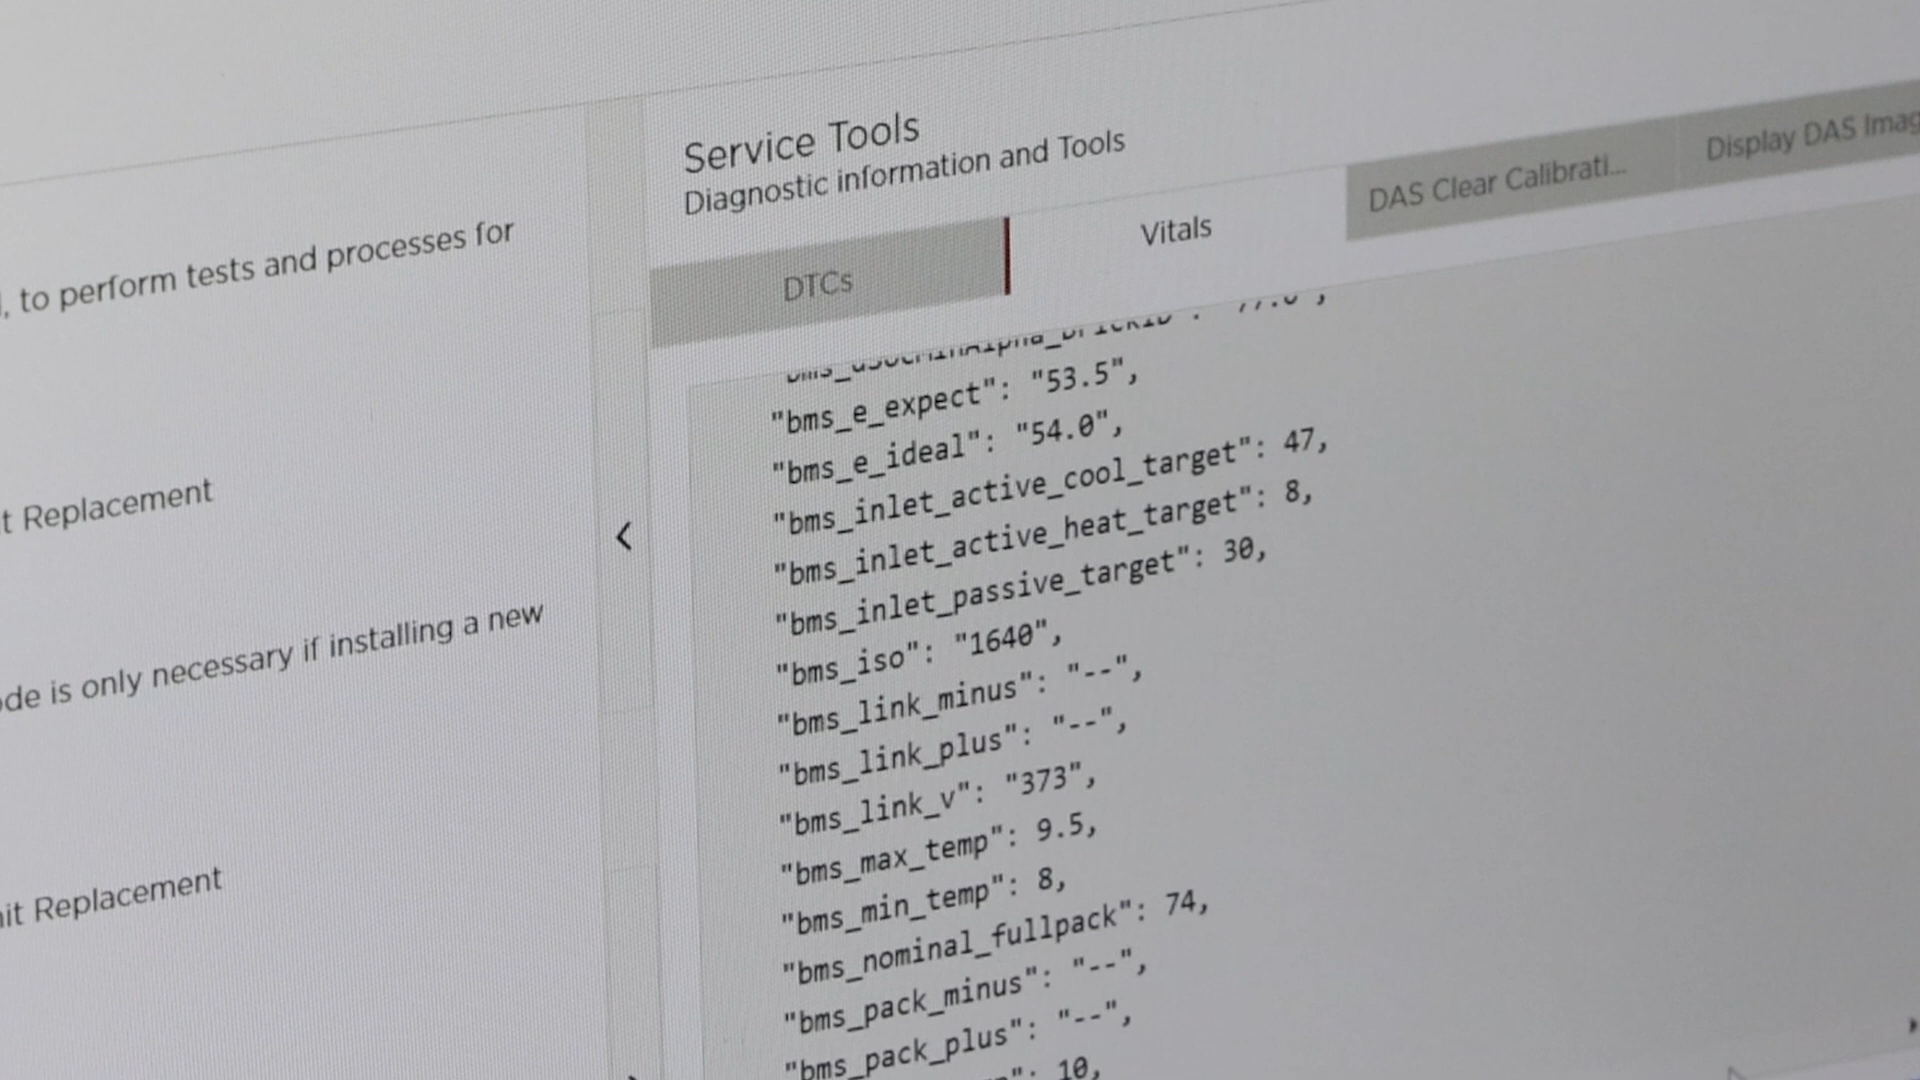 , to perform tests and processes for
t Replacement
de is only necessary if installing a new
it Replacement
Service Tools
Diagnostic information and Tools
DTCs
Vitals
DAS Clear Calibrati...
Display DAS Imag
"bms_e_expect": "53.5",
"bms_e_ideal": "54.0",
"bms_inlet_active_cool_target": 47,
"bms_inlet_active_heat_target": 8,
"bms_inlet_passive_target": 30,
"bms_iso": "1640",
"bms_link_minus": "--",
"bms_link_plus": "--",
"bms_link_v": "373",
"bms_max_temp": 9.5,
"bms_min_temp": 8,
"bms_nominal_fullpack": 74,
"bms_pack_minus": "--",
"bms_pack_plus": "--",
": 10,